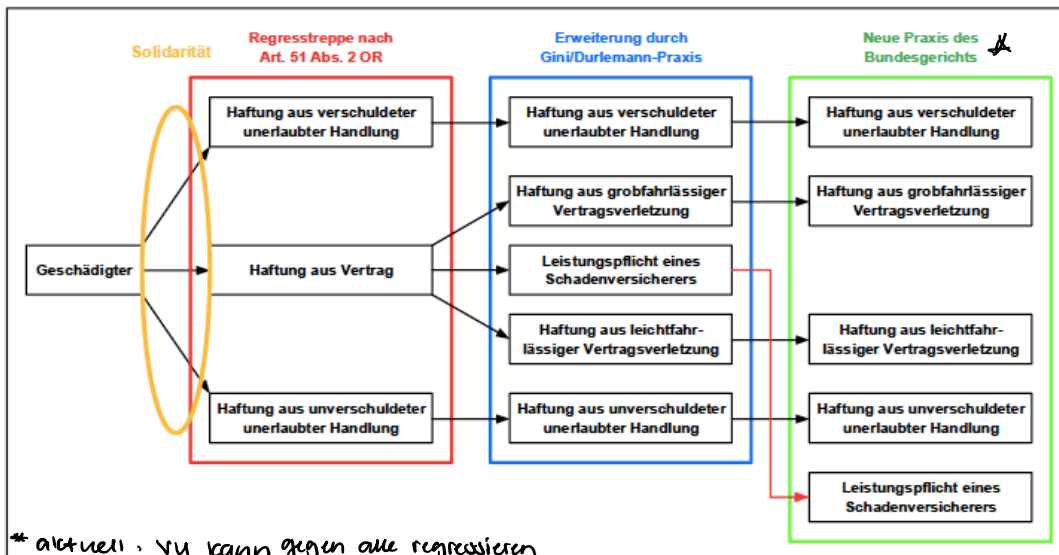 Solidarität
Regresstreppe nach
Art. 51 Abs. 2 OR
Erweiterung durch
Gini/Durlemann-Praxis
Neue Praxis des *
Bundesgerichts
Geschädigter
Haftung aus verschuldeter
unerlaubter Handlung
Haftung aus Vertrag
Haftung aus unverschuldeter
unerlaubter Handlung
Haftung aus verschuldeter
unerlaubter Handlung
Haftung aus grobfahrlässiger
Vertragsverletzung
Leistungspflicht eines
Schadenversicherers
Haftung aus leichtfahr-
lässiger Vertragsverletzung
Haftung aus unverschuldeter
unerlaubter Handlung
Haftung aus verschuldeter
unerlaubter Handlung
Haftung aus grobfahrlässiger
Vertragsverletzung
Haftung aus leichtfahr-
lässiger Vertragsverletzung
Haftung aus unverschuldeter
unerlaubter Handlung
Leistungspflicht eines
Schadenversicherers
* aktuell: VU kann gegen alle regressieren